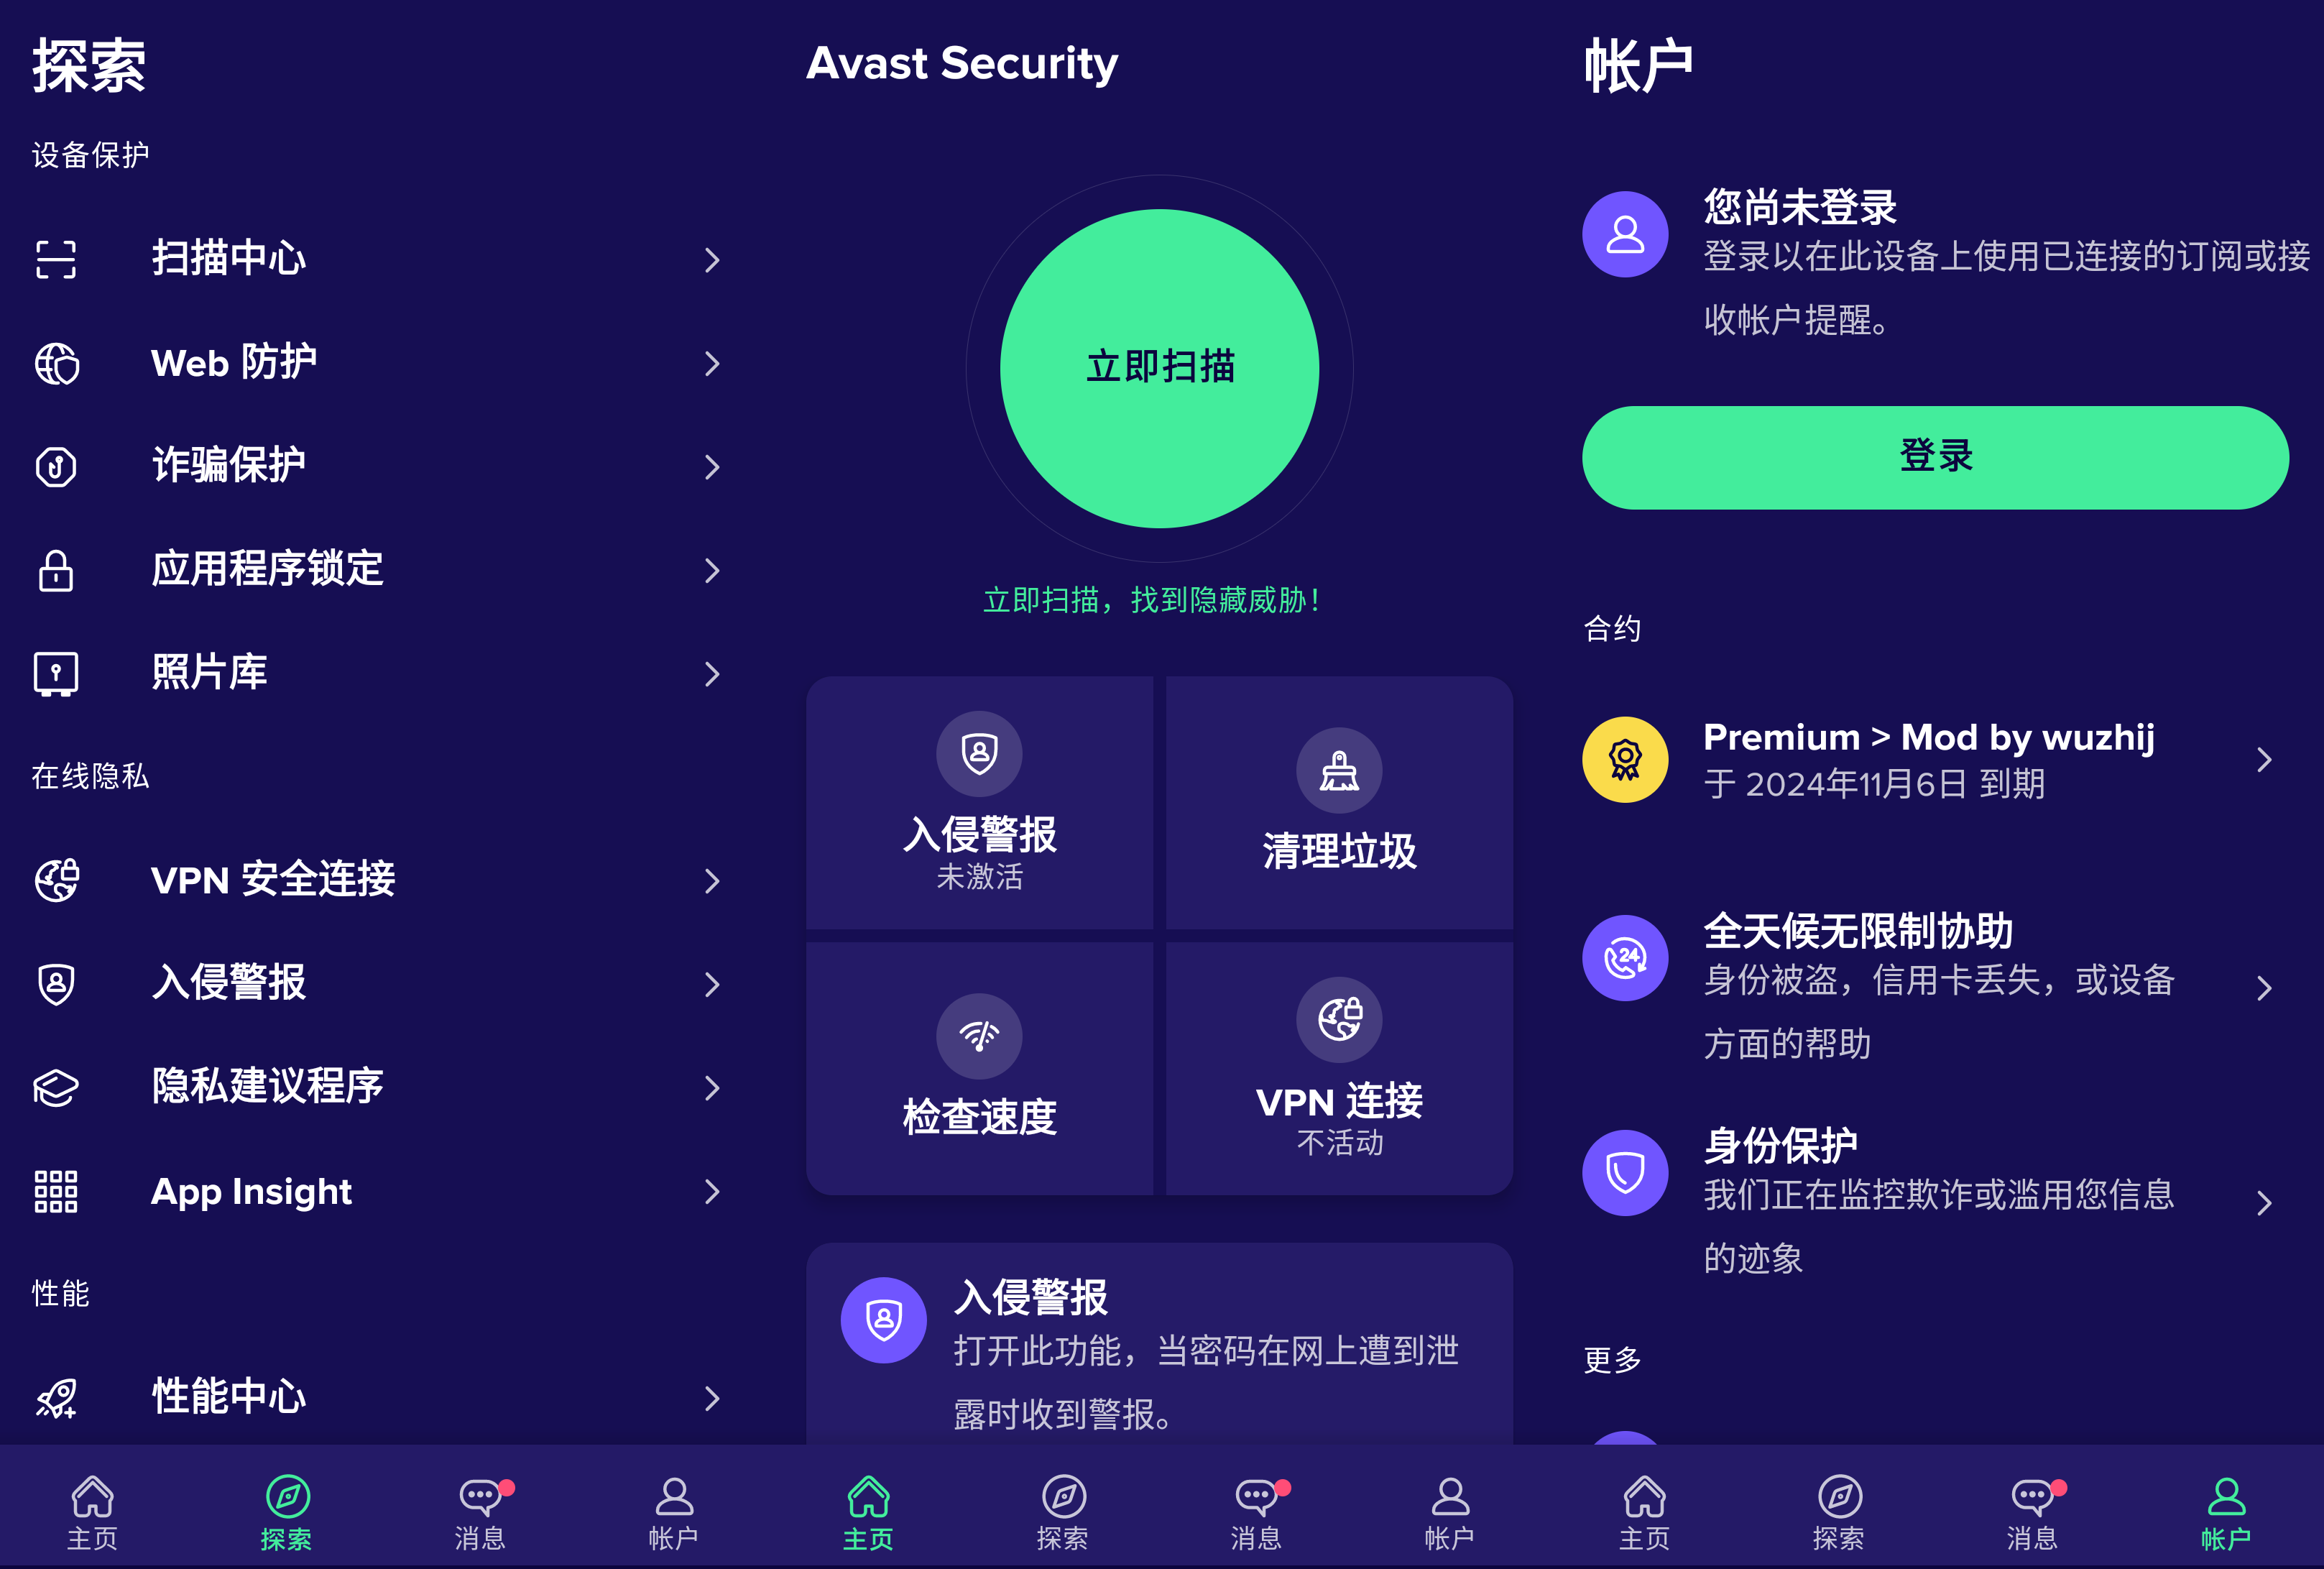 探索
设备保护
扫描中心
Web 防护
诈骗保护
应用程序锁定
照片库
在线隐私
VPN 安全连接
入侵警报
隐私建议程序
App Insight
性能
性能中心
主页
探索
消息
帐户
Avast Security
立即扫描
立即扫描，找到隐藏威胁！
入侵警报
未激活
清理垃圾
检查速度
VPN 连接
不活动
入侵警报
打开此功能，当密码在网上遭到泄
露时收到警报。
主页
探索
消息
帐户
帐户
您尚未登录
登录以在此设备上使用已连接的订阅或接
收帐户提醒。
登录
合约
Premium > Mod by wuzhij
于 2024年11月6日 到期
24
全天候无限制协助
身份被盗，信用卡丢失，或设备
方面的帮助
身份保护
我们正在监控欺诈或滥用您信息
的迹象
更多
主页
探索
消息
帐户